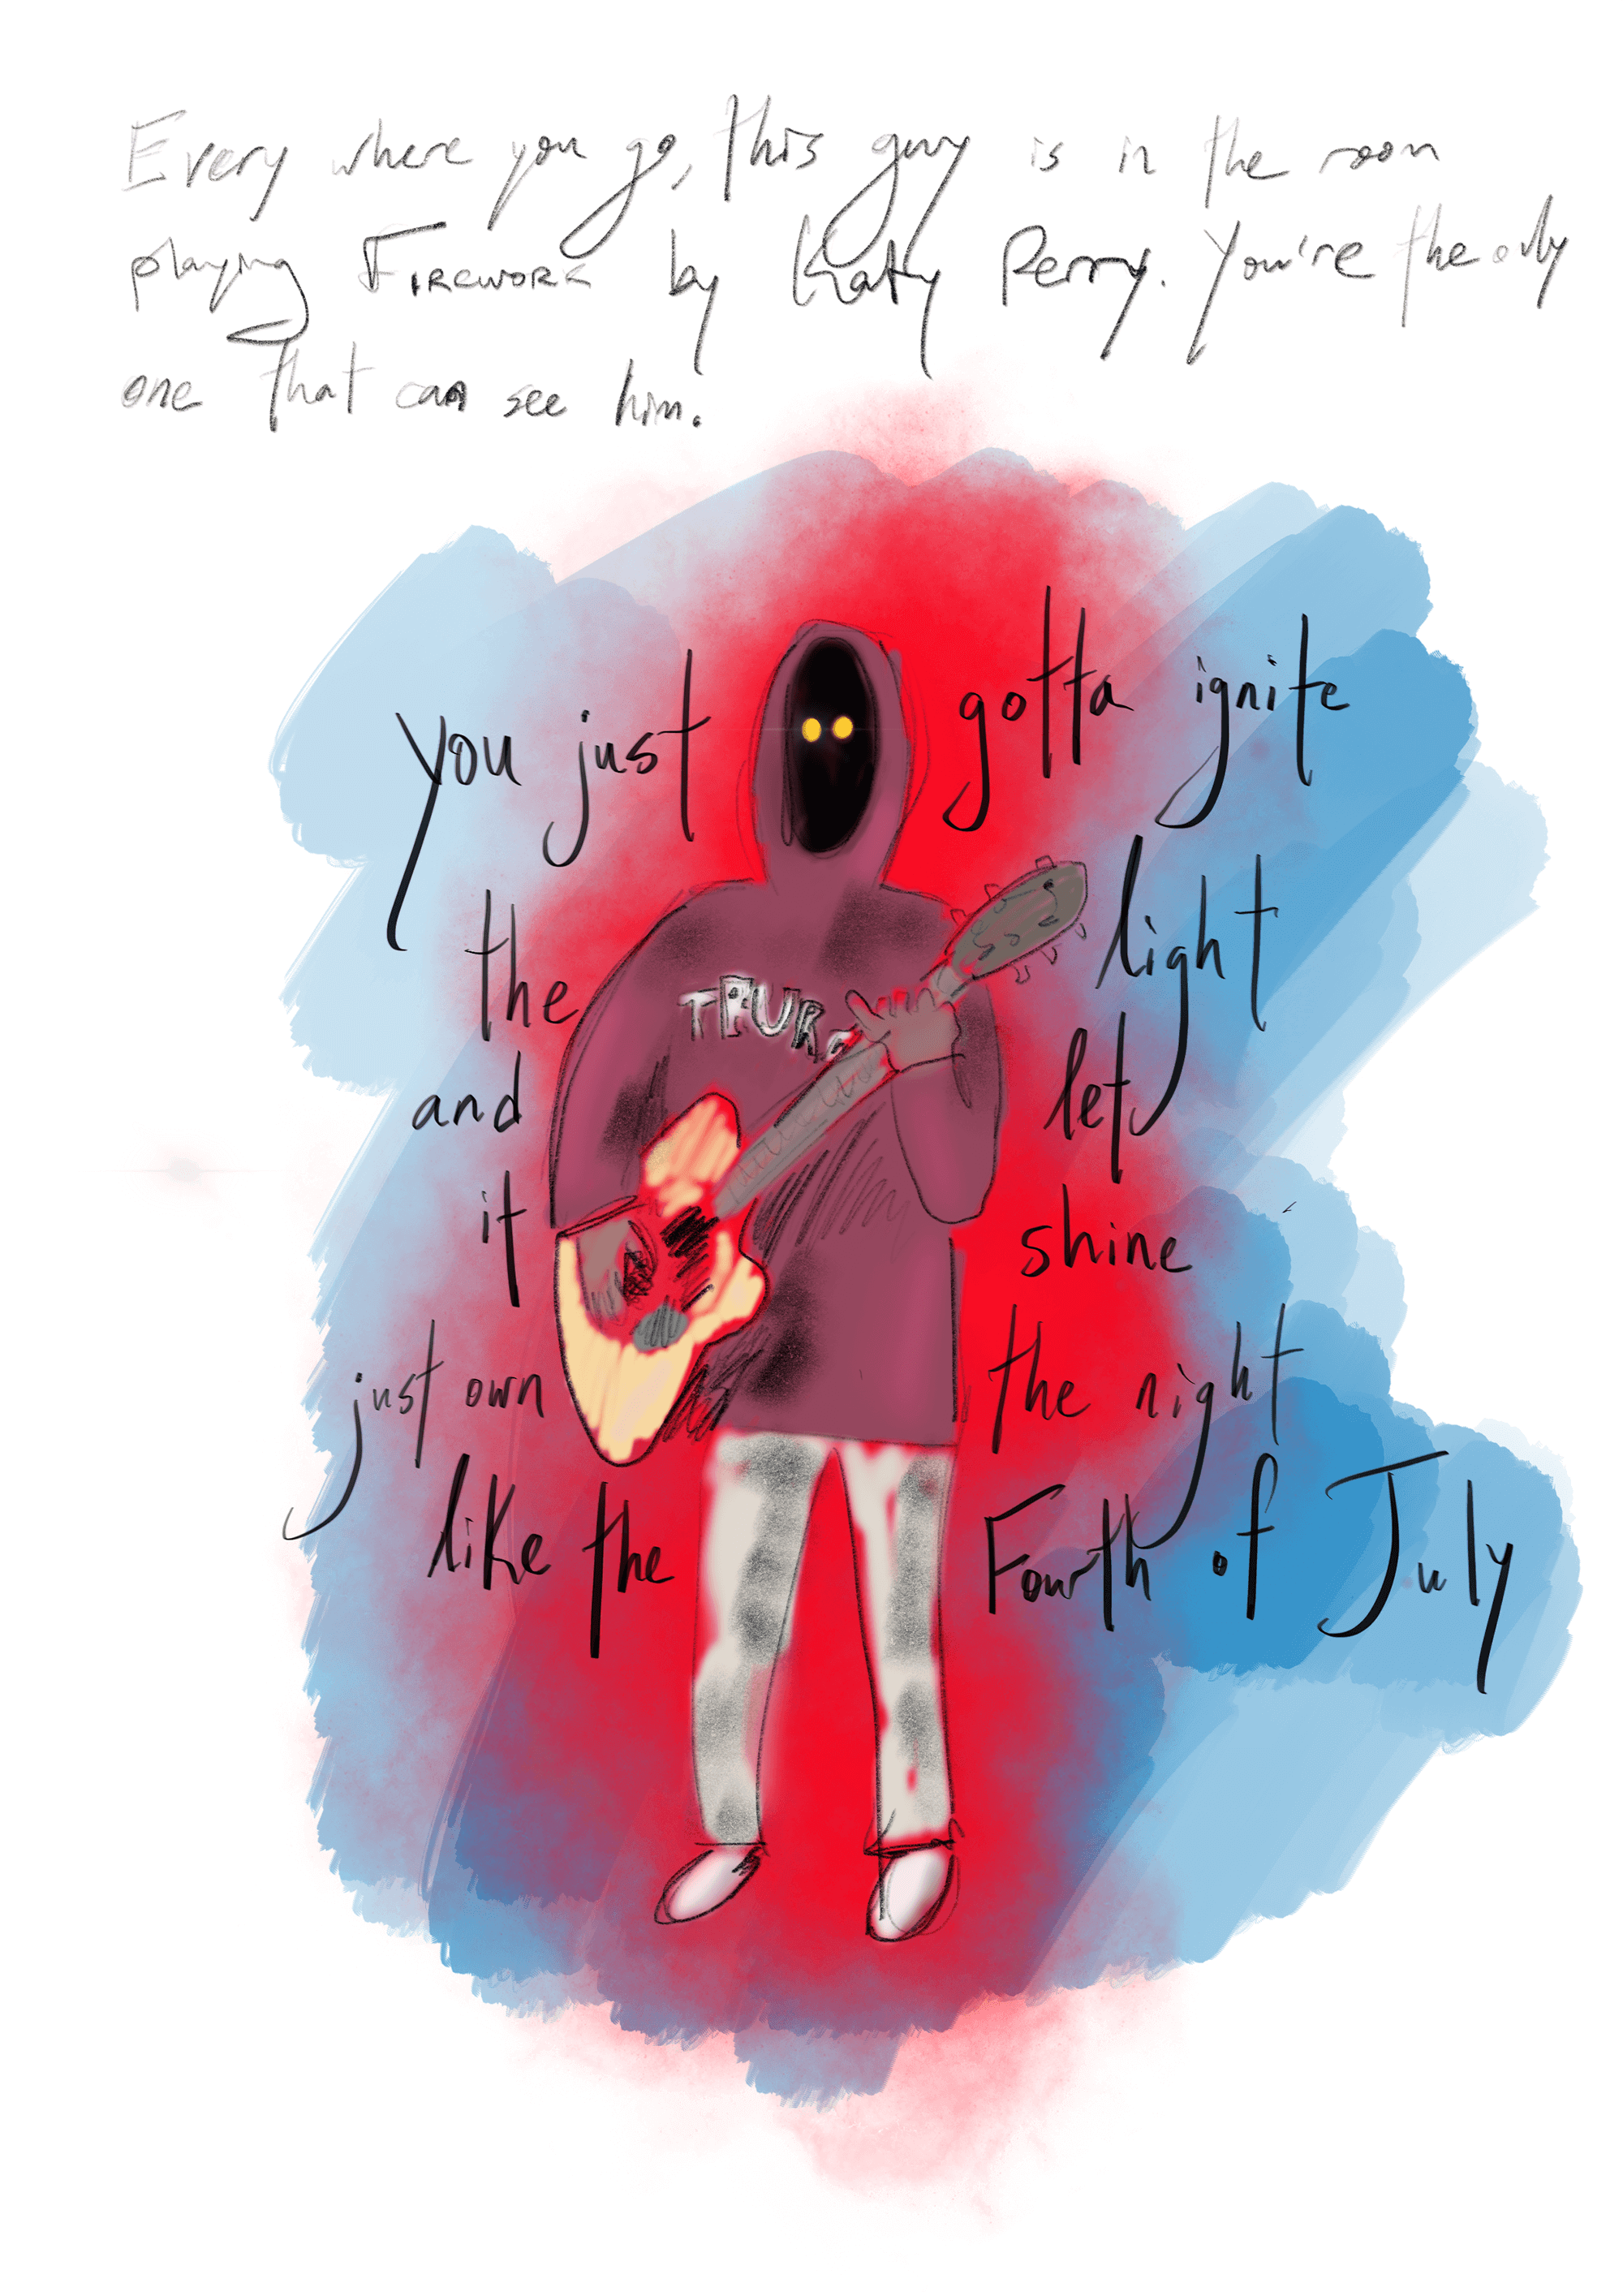 Every where you go, this guy is in the room
playing FIREWORK by Katy Perry. You're the only
one that can see him.
you just gotta ignite
the light
and let
it shine
just own the night
like the Fourth of July